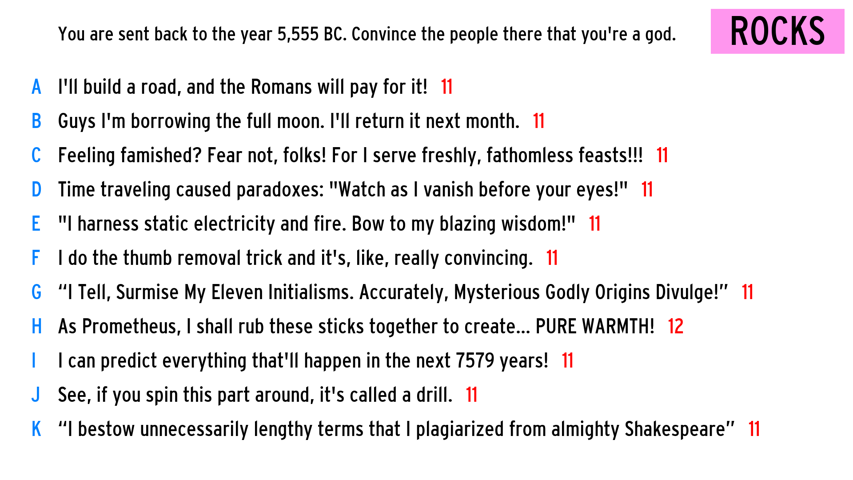 You are sent back to the year 5,555 BC. Convince the people there that you're a god.
ROCKS
A I'll build a road, and the Romans will pay for it! 11
B Guys I'm borrowing the full moon. I'll return it next month. 11
C Feeling famished? Fear not, folks! For I serve freshly, fathomless feasts!!! 11
D Time traveling caused paradoxes: "Watch as I vanish before your eyes!" 11
E "I harness static electricity and fire. Bow to my blazing wisdom!" 11
F I do the thumb removal trick and it's, like, really convincing. 11
G “I Tell, Surmise My Eleven Initialisms. Accurately, Mysterious Godly Origins Divulge!” 11
H As Prometheus, I shall rub these sticks together to create... PURE WARMTH! 12
I I can predict everything that'll happen in the next 7579 years! 11
J See, if you spin this part around, it's called a drill. 11
K “I bestow unnecessarily lengthy terms that I plagiarized from almighty Shakespeare” 11